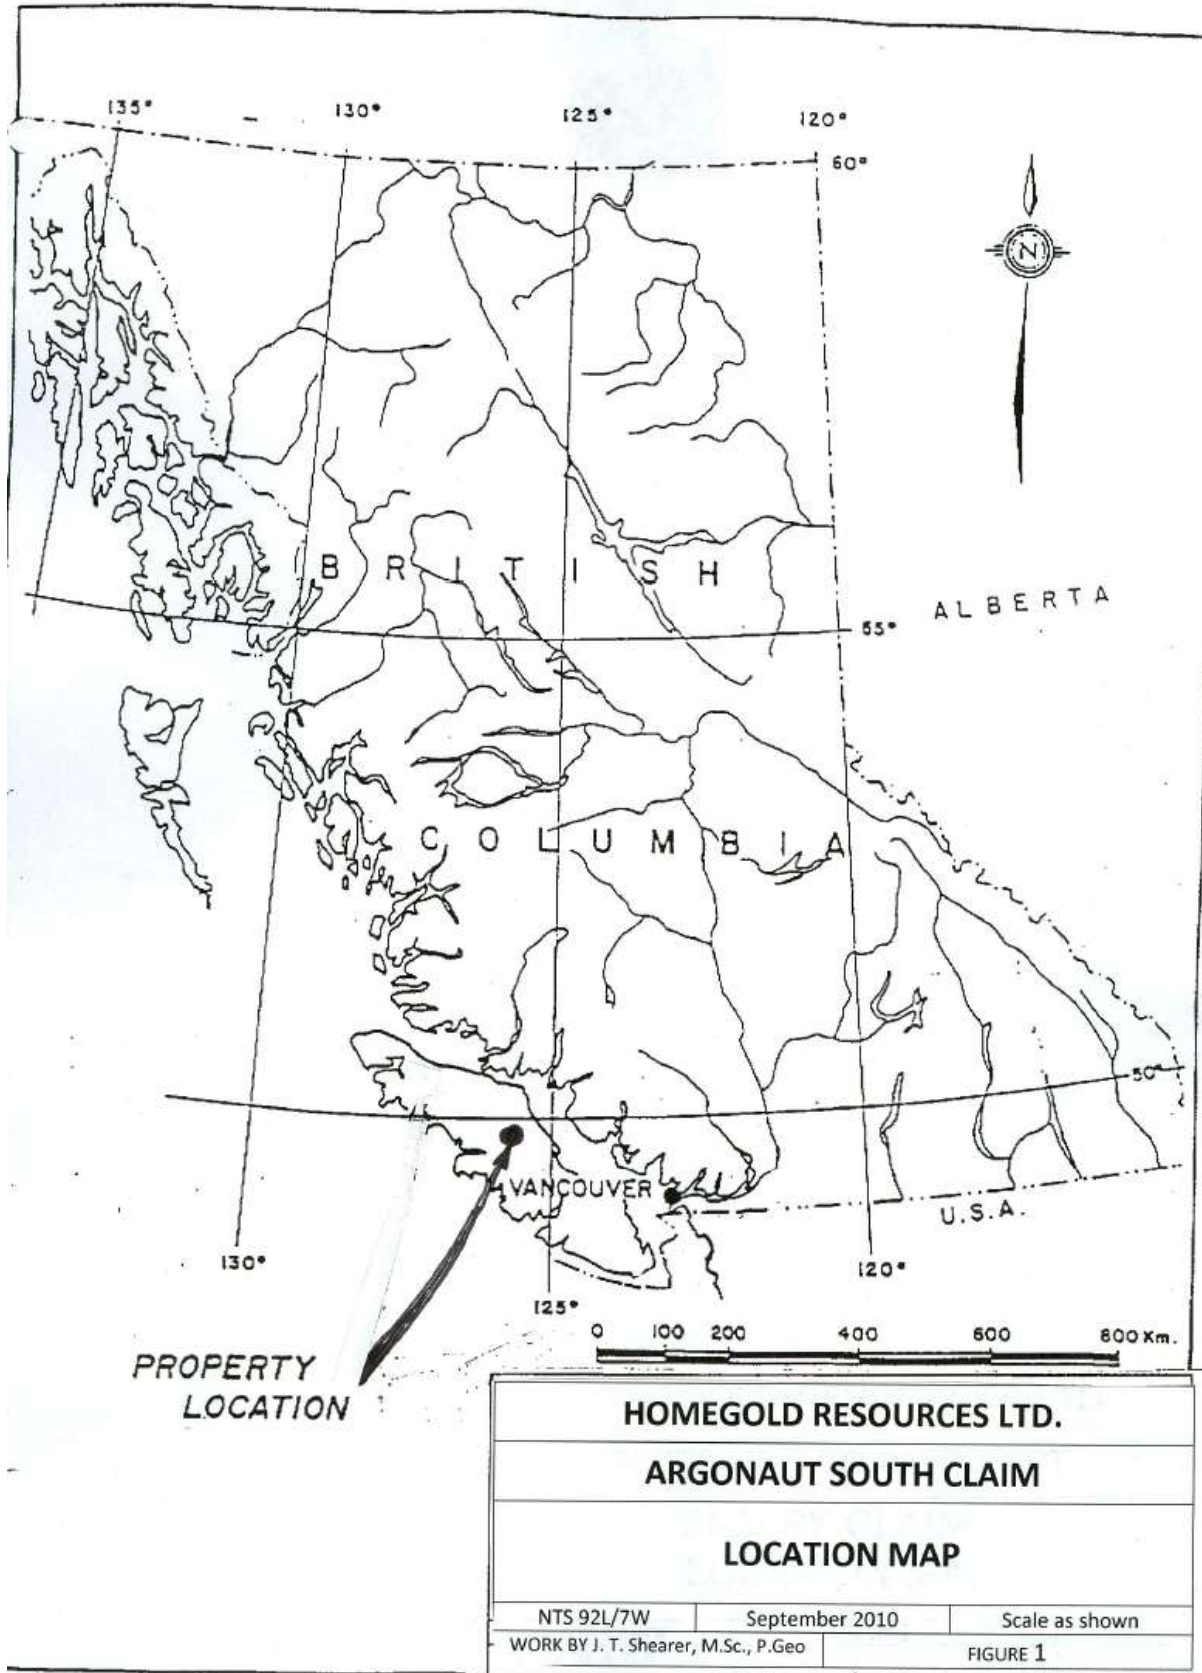 135°
130°
125°
120°
60°
N
BRITISH
ALBERTA
55°
COLUMBIA
50°
VANCOUVER
U.S.A.
130°
120°
125°
0 100 200 400 600 800 Km.
PROPERTY
LOCATION
HOMEGOLD RESOURCES LTD.
ARGONAUT SOUTH CLAIM
LOCATION MAP
NTS 92L/7W September 2010 Scale as shown
WORK BY J. T. Shearer, M.Sc., P.Geo FIGURE 1